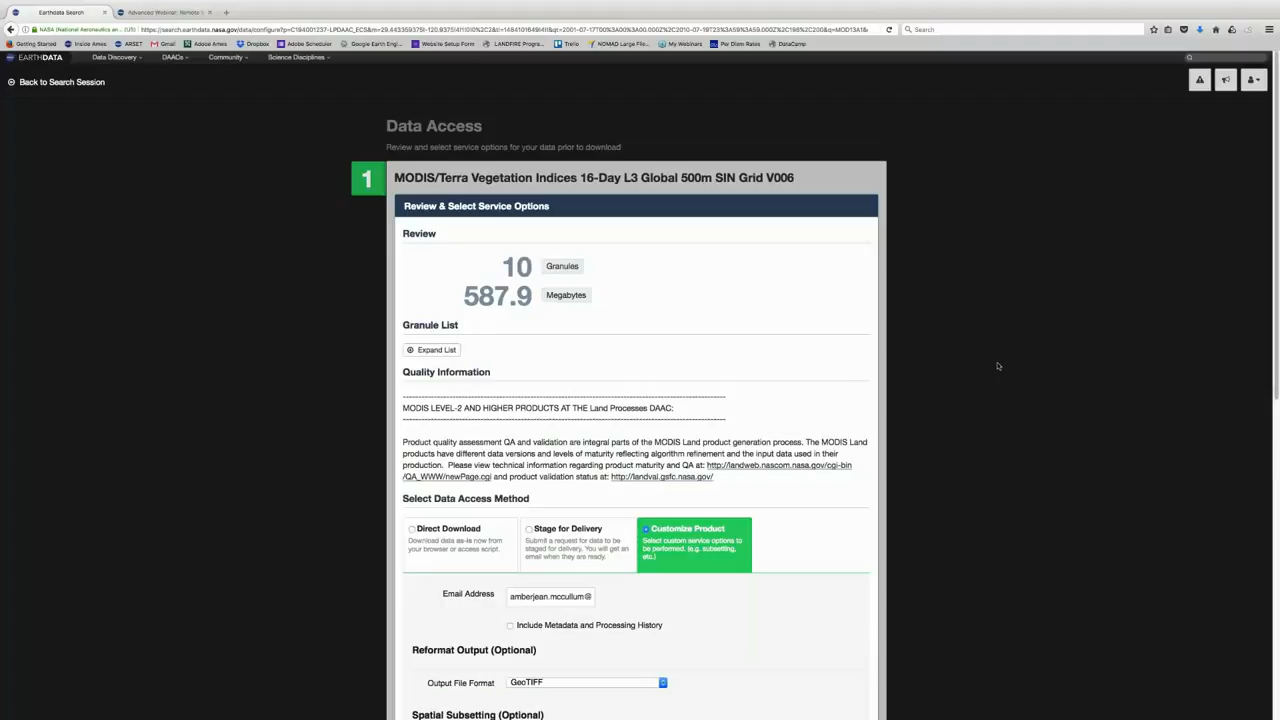 Earthdata Search
Advanced Webinar: Remote
NASA (National Aeronautics an... (US)
Search
Getting Started
Inside Ames
ARSET
Gmail
Adobe Ames
Dropbox
Adobe Scheduler
Google Earth Engi...
Website Setup Form
LANDFIRE Progra...
Trello
NOMAD Large File...
My Webinars
Per Diem Rates
DataCamp
EARTHDATA
Data Discovery
DAACs
Community
Science Disciplines
Back to Search Session
Data Access
Review and select service options for your data prior to download
1
MODIS/Terra Vegetation Indices 16-Day L3 Global 500m SIN Grid V006
Review & Select Service Options
Review
10 Granules
587.9 Megabytes
Granule List
Expand List
Quality Information
MODIS LEVEL-2 AND HIGHER PRODUCTS AT THE Land Processes DAAC:
Product quality assessment QA and validation are integral parts of the MODIS Land product generation process. The MODIS Land
products have different data versions and levels of maturity reflecting algorithm refinement and the input data used in their
production. Please view technical information regarding product maturity and QA at: http://landweb.nascom.nasa.gov/cgi-bin
/QA_WWW/newPage.cgi and product validation status at: http://landval.gsfc.nasa.gov/
Select Data Access Method
Direct Download
Download data as-is now from
your browser or access script.
Stage for Delivery
Submit a request for data to be
staged for delivery. You will get an
email when they are ready.
Customize Product
Select custom service options to
be performed. (e.g. subsetting,
etc.)
Email Address
amberjean.mccullum@
Include Metadata and Processing History
Reformat Output (Optional)
Output File Format
GeoTIFF
Spatial Subsetting (Optional)